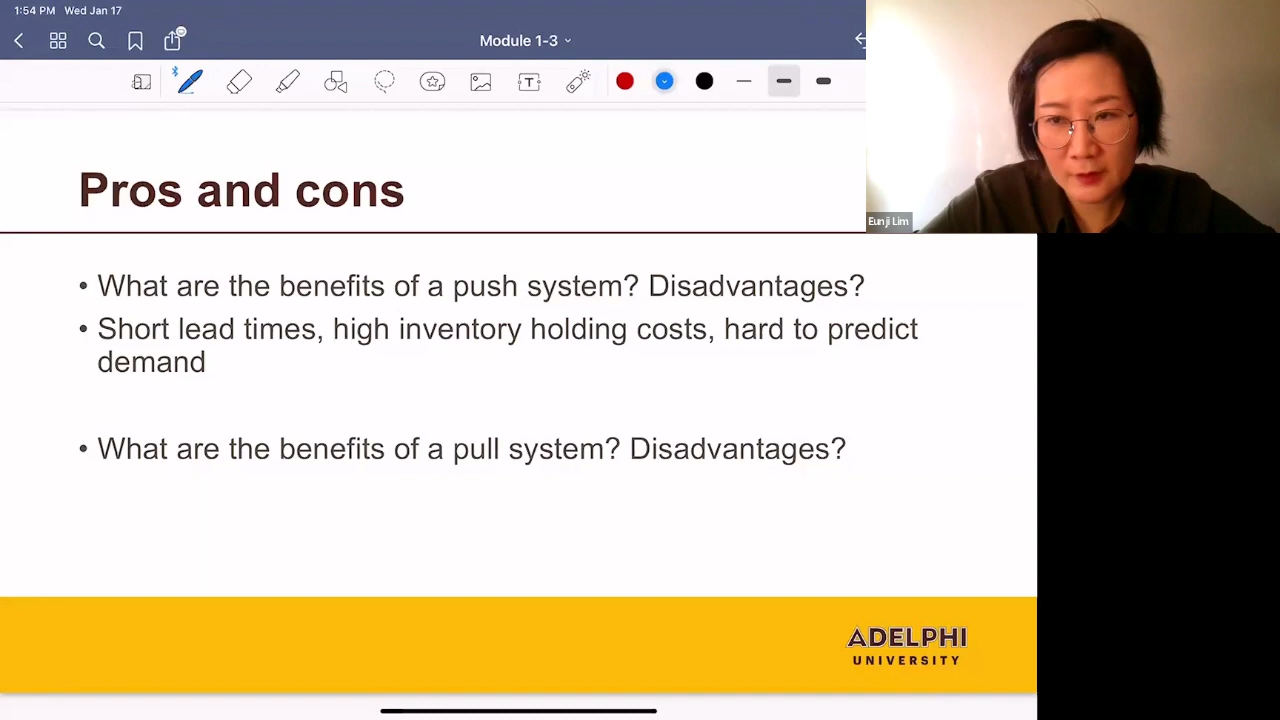 1:54 PM Wed Jan 17
Module 1-3
T
Eunji Lim
Pros and cons
• What are the benefits of a push system? Disadvantages?
• Short lead times, high inventory holding costs, hard to predict
demand
• What are the benefits of a pull system? Disadvantages?
ADELPHI
UNIVERSITY